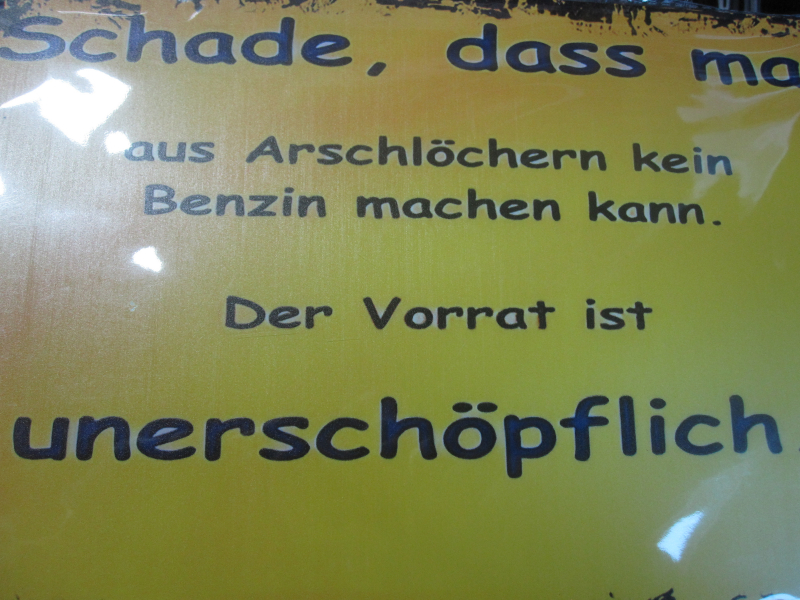 Schade, dass ma
aus Arschlöchern kein
Benzin machen kann.
Der Vorrat ist
unerschöpflich.